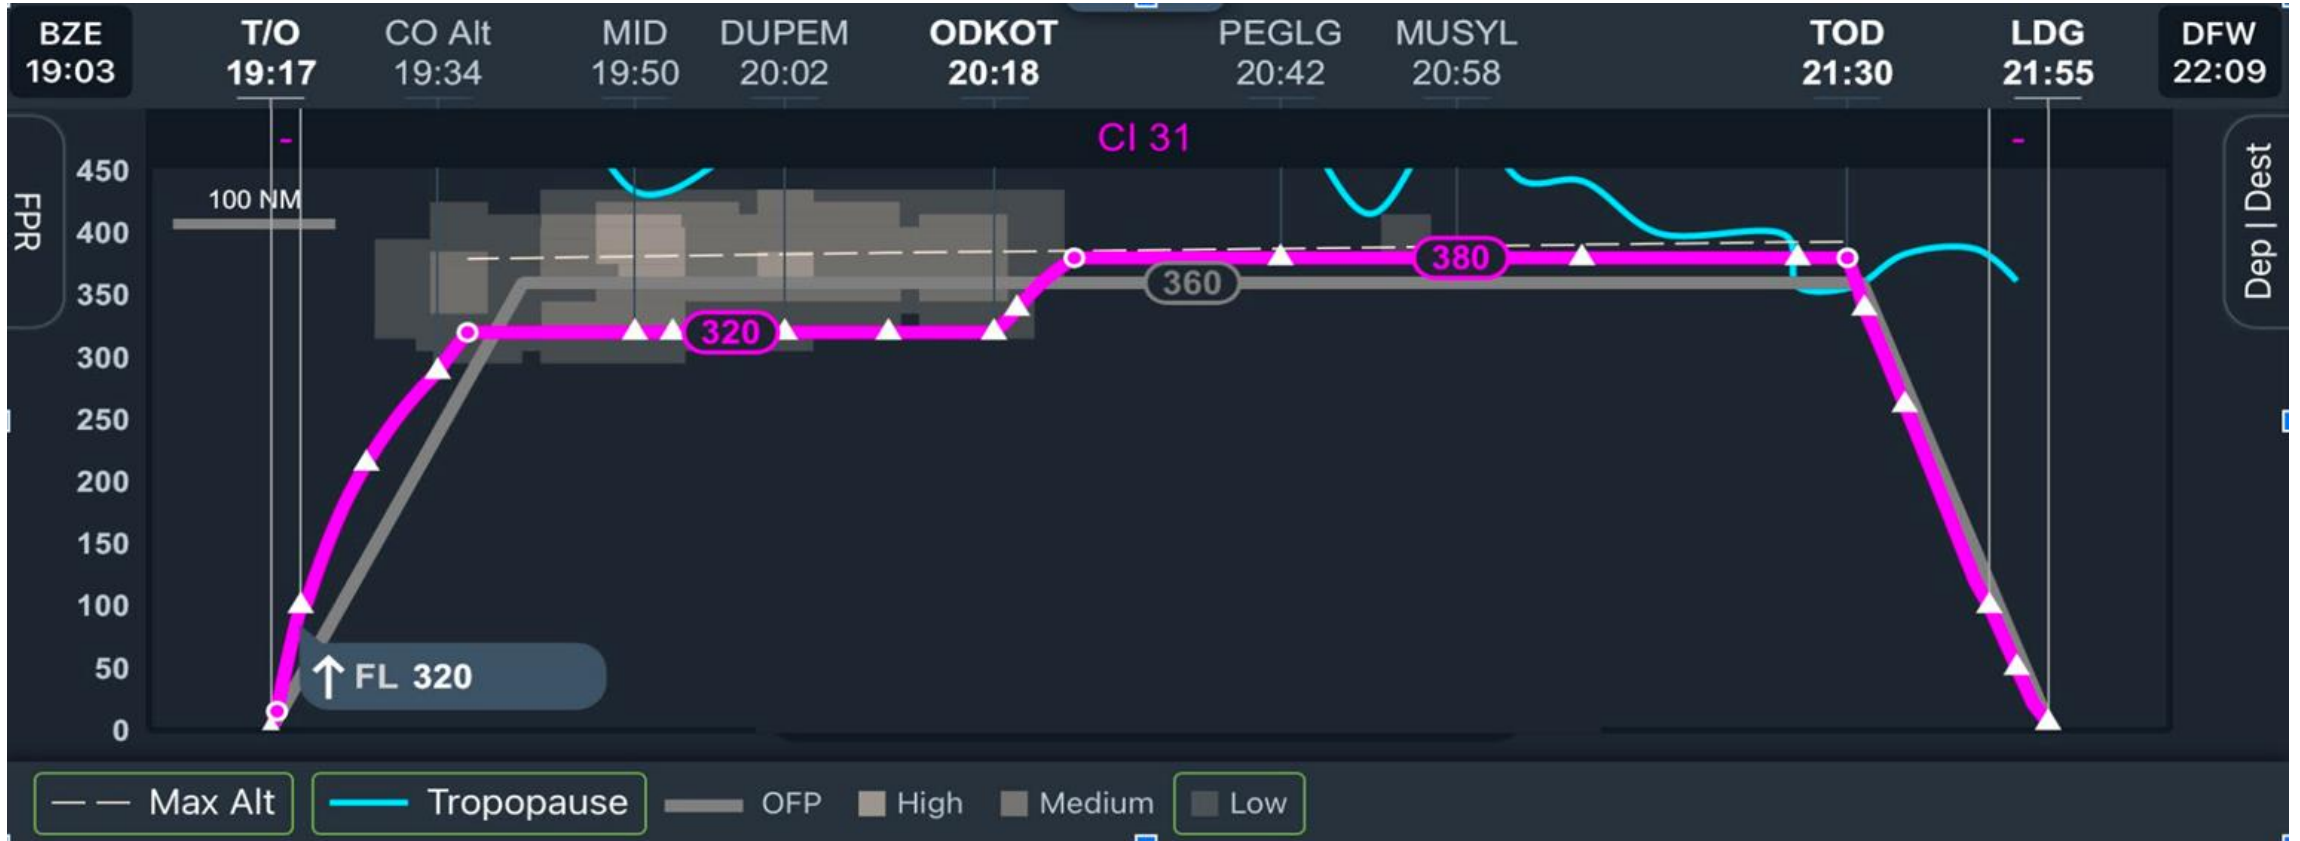 BZE
19:03
T/O
19:17
CO Alt
19:34
MID
19:50
DUPEM
20:02
ODKOT
20:18
PEGLG
20:42
MUSYL
20:58
TOD
21:30
LDG
21:55
DFW
22:09
FPR
- CI 31 -
Dep | Dest
450
100 NM
400
380
350
360
320
300
250
200
150
100
50
↑ FL 320
0
Max Alt
Tropopause
OFP
High
Medium
Low